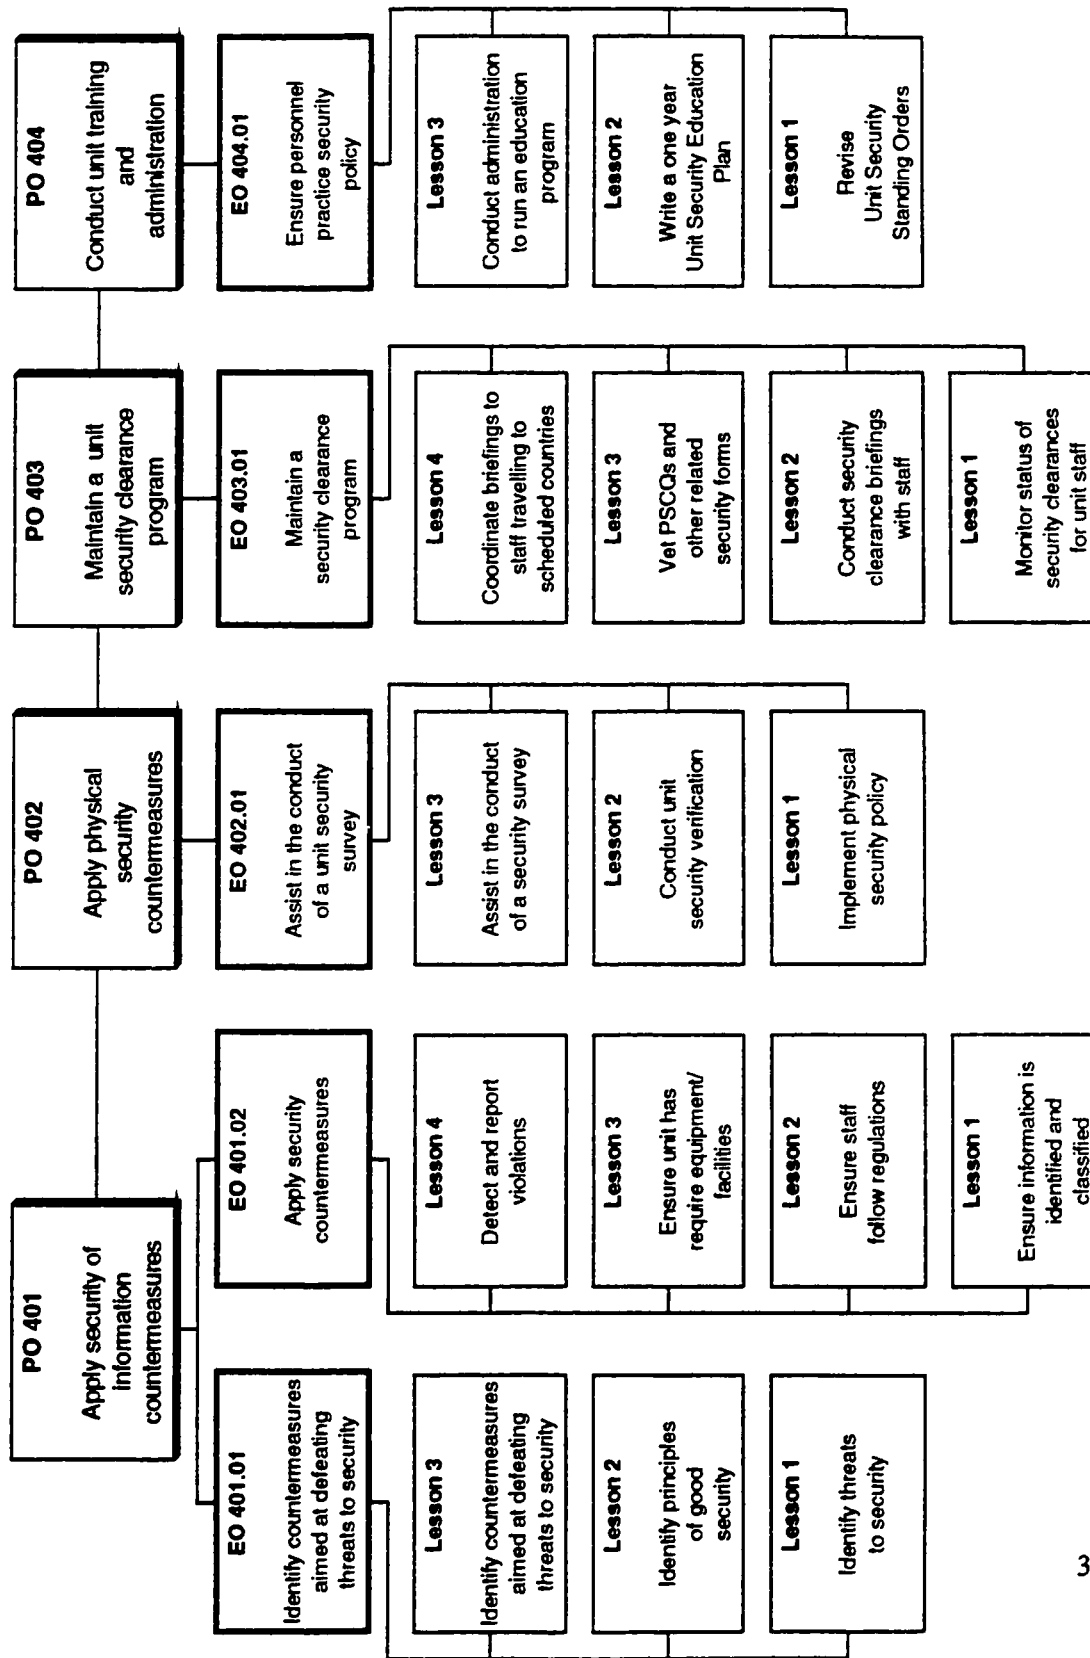 PO 401
Apply security of
information
countermeasures
PO 402
Apply physical
security
countermeasures
PO 403
Maintain a unit
security clearance
program
PO 404
Conduct unit training
and
administration
EO 401.01
Identify countermeasures
aimed at defeating
threats to security
EO 401.02
Apply security
countermeasures
EO 402.01
Assist in the conduct
of a unit security
survey
EO 403.01
Maintain a
security clearance
program
EO 404.01
Ensure personnel
practice security
policy
Lesson 3
Identify countermeasures
aimed at defeating
threats to security
Lesson 4
Detect and report
violations
Lesson 3
Assist in the conduct
of a security survey
Lesson 4
Coordinate briefings to
staff travelling to
scheduled countries
Lesson 3
Conduct administration
to run an education
program
Lesson 2
Identify principles
of good
security
Lesson 3
Ensure unit has
require equipment/
facilities
Lesson 2
Conduct unit
security verification
Lesson 3
Vet PSCQs and
other related
security forms
Lesson 2
Write a one year
Unit Security Education
Plan
Lesson 1
Identify threats
to security
Lesson 2
Ensure staff
follow regulations
Lesson 1
Implement physical
security policy
Lesson 2
Conduct security
clearance briefings
with staff
Lesson 1
Revise
Unit Security
Standing Orders
Lesson 1
Ensure information is
identified and
classified
Lesson 1
Monitor status of
security clearances
for unit staff
3